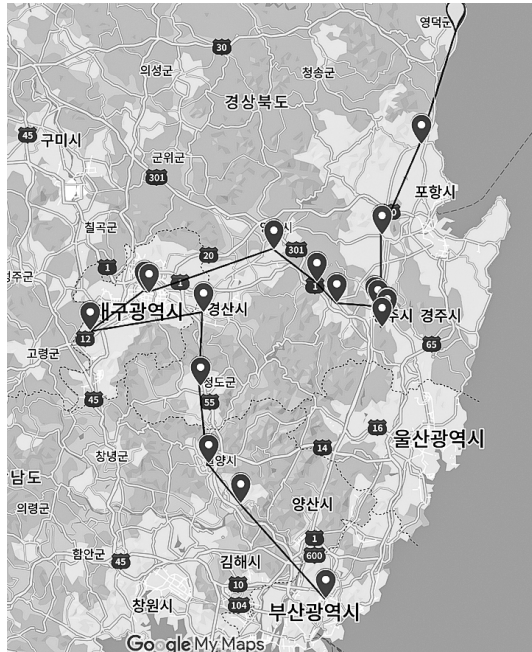 영덕군
30
의성군
청송군
경상북도
45
구미시
군위군
301
포항시
칠곡군
20
301
1
1
1
대구광역시
경산시
경주시
12
고령군
65
청도군
45
55
16
울산광역시
창녕군
14
의령군
양산시
1
함안군
45
600
김해시
10
창원시
104
부산광역시
Google My Maps